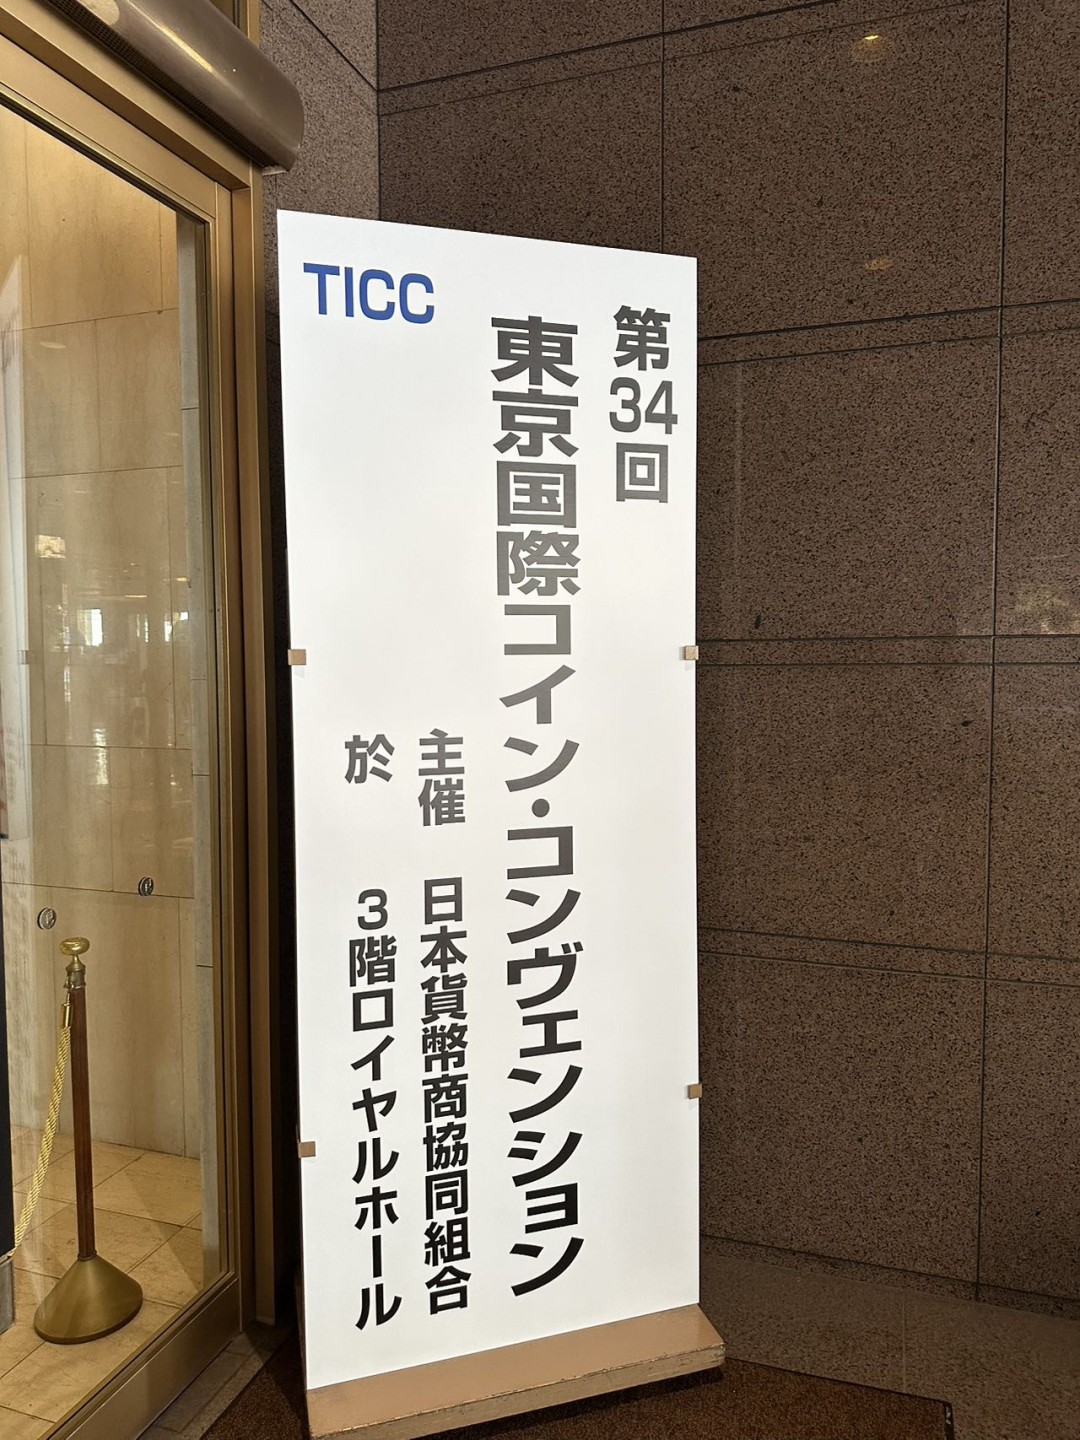 TICC
第34回
東京国際コイン・コンヴェンション
主催 日本貨幣商協同組合
於 3階ロイヤルホール